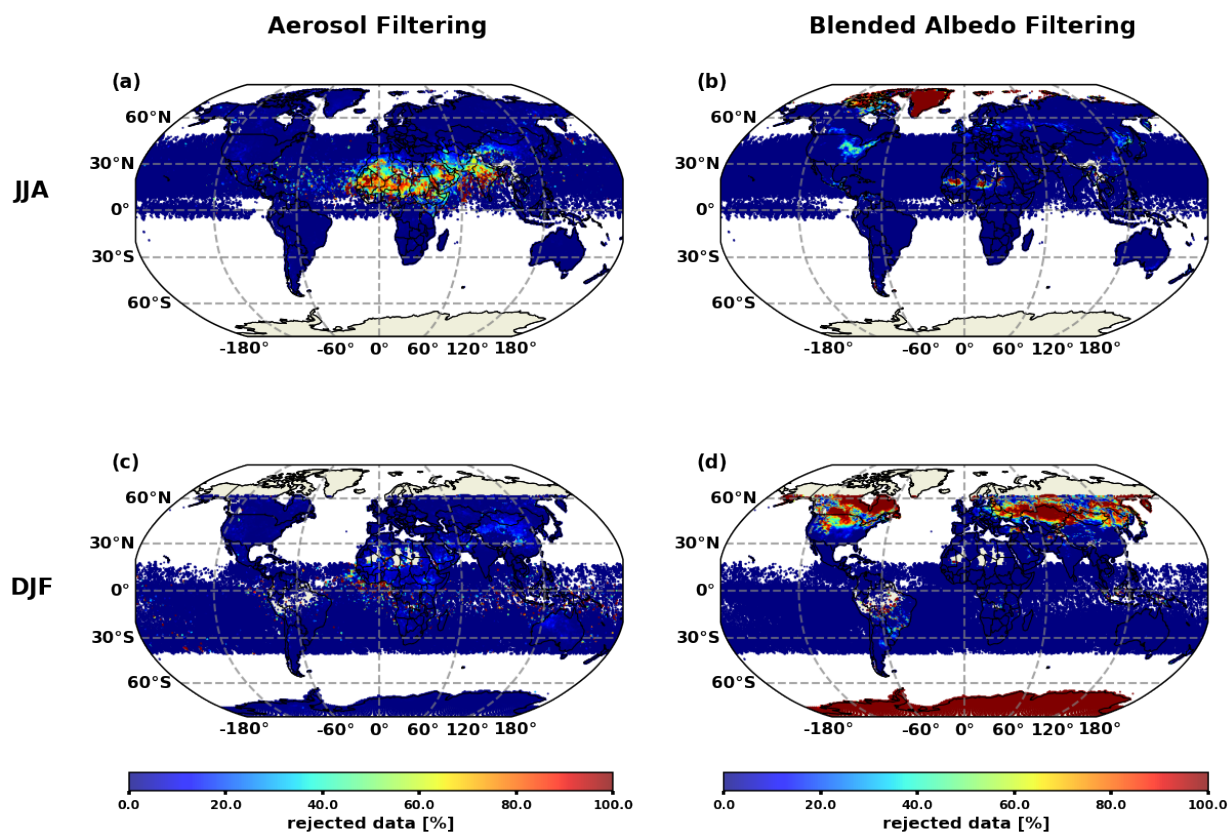 Aerosol Filtering
Blended Albedo Filtering
(a)
(b)
60°N
30°N
0°
30°S
60°S
60°N
30°N
0°
30°S
60°S
JJA
-180° -60° 0° 60° 120° 180°
-180° -60° 0° 60° 120° 180°
(c)
(d)
60°N
30°N
0°
30°S
60°S
60°N
30°N
0°
30°S
60°S
DJF
-180° -60° 0° 60° 120° 180°
-180° -60° 0° 60° 120° 180°
0.0 20.0 40.0 60.0 80.0 100.0
rejected data [%]
0.0 20.0 40.0 60.0 80.0 100.0
rejected data [%]